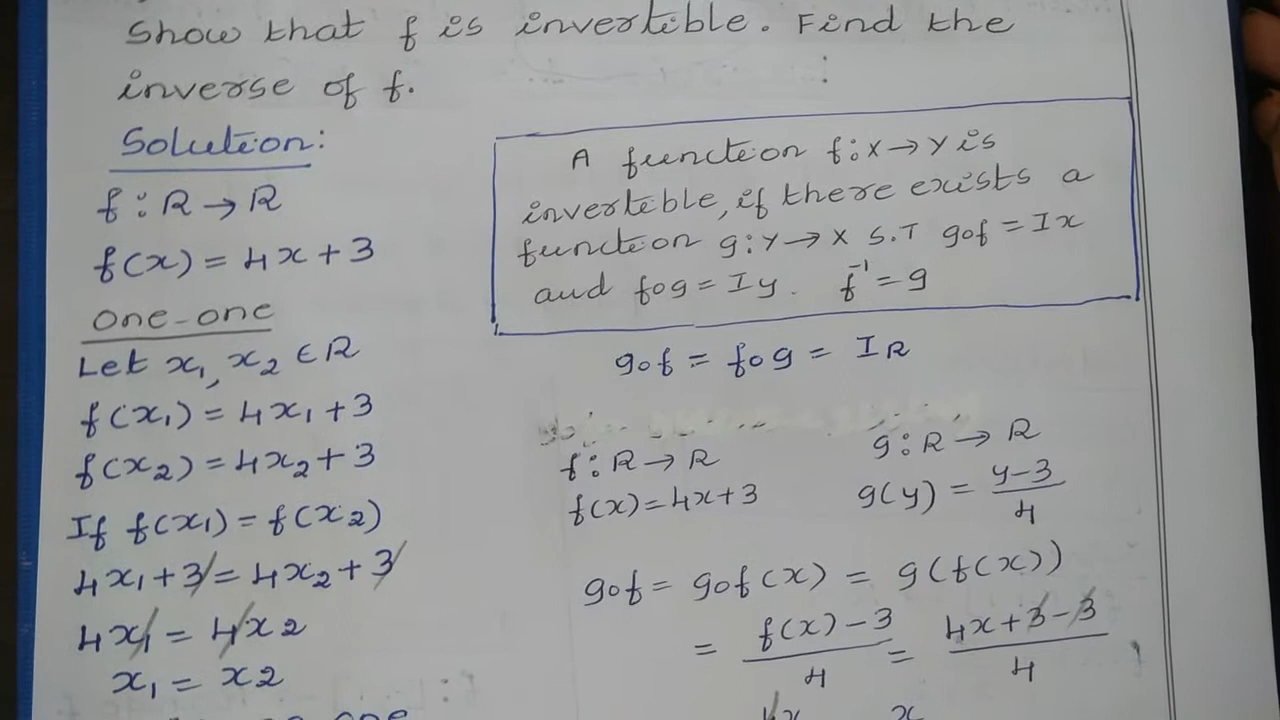 Show that f is invertible. Find the
inverse of f.
Solution:
f : R → R
f(x) = 4x + 3
one-one
Let x₁, x₂ ∈ R
f(x₁) = 4x₁ + 3
f(x₂) = 4x₂ + 3
If f(x₁) = f(x₂)
4x₁ + 3 = 4x₂ + 3
4x₁ = 4x₂
x₁ = x₂
A function f : X → Y is
invertible, if there exists a
function g : Y → X S.T gof = Ix
and fog = Iy. f⁻¹ = g
gof = fog = IR
f : R → R
f(x) = 4x + 3
g : R → R
g(y) = (y-3)/4
gof = gof(x) = g(f(x))
= (f(x) - 3)/4 = (4x + 3 - 3)/4